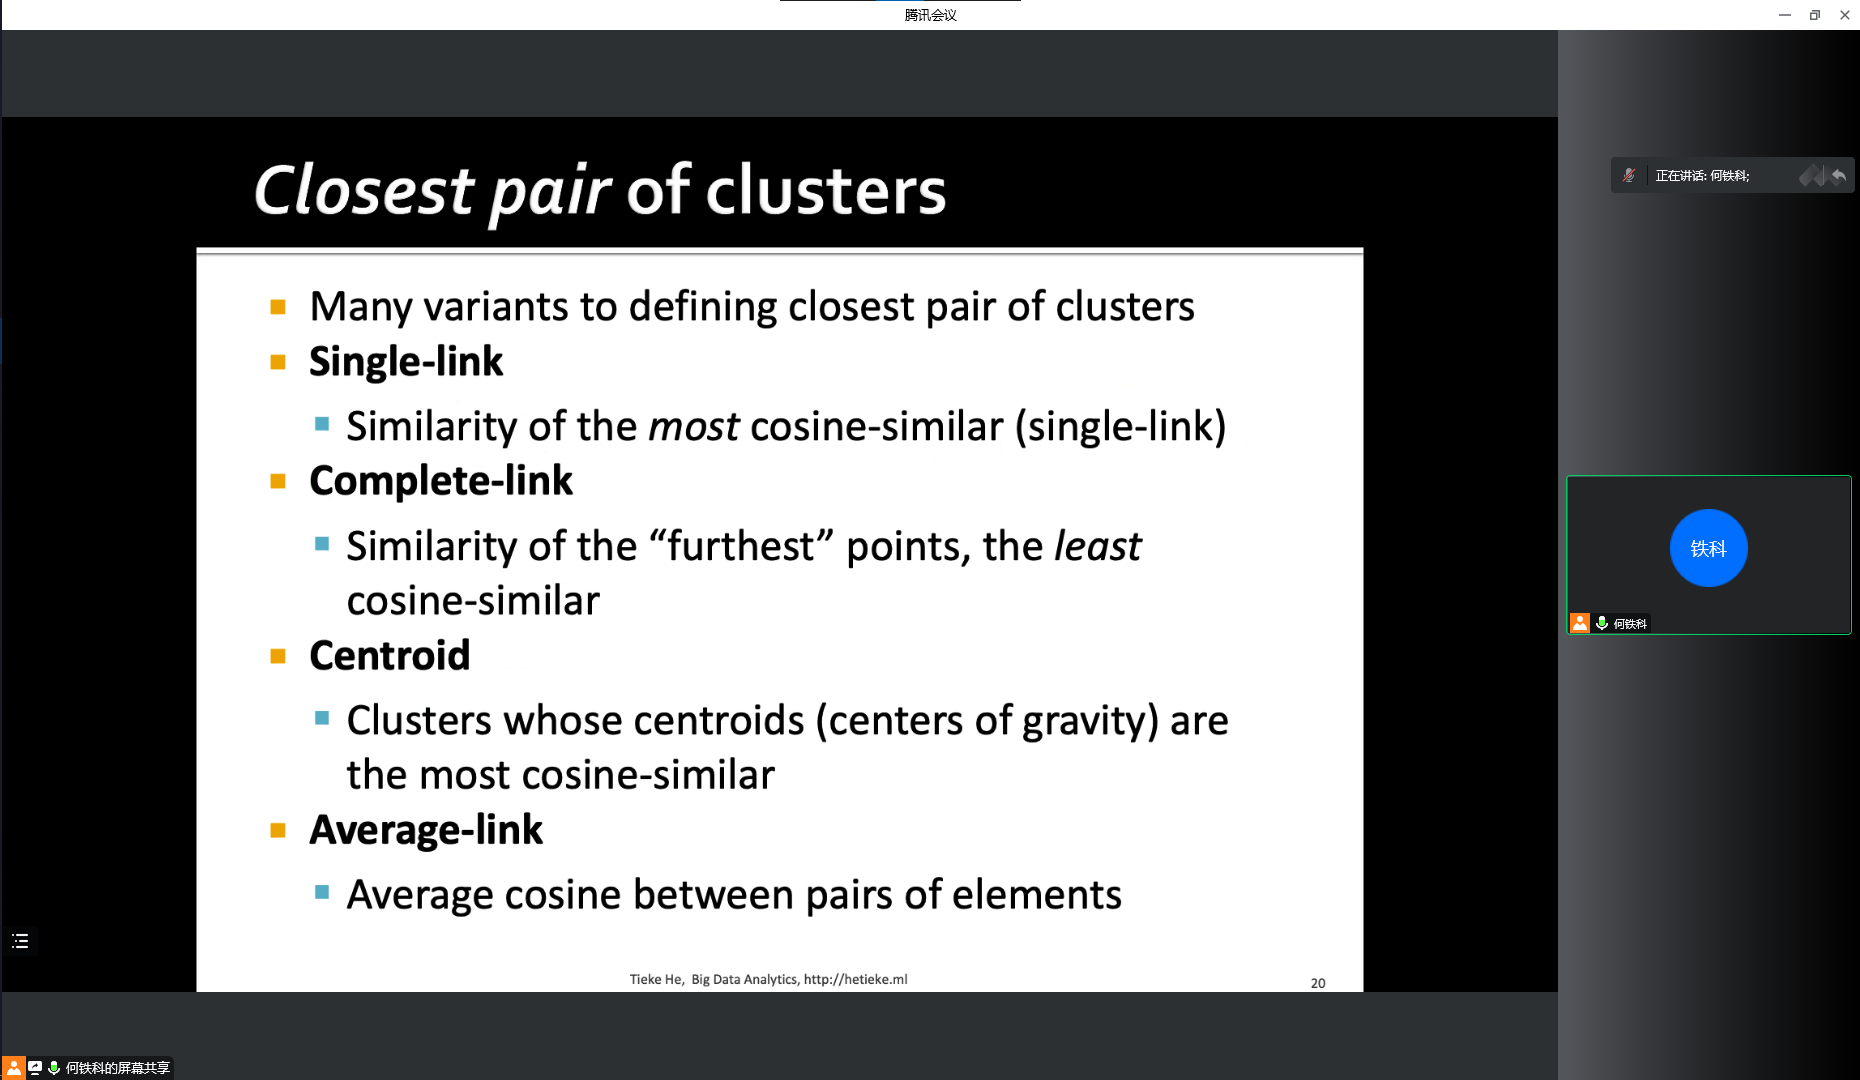 腾讯会议
Closest pair of clusters
Many variants to defining closest pair of clusters
Single-link
Similarity of the most cosine-similar (single-link)
Complete-link
Similarity of the “furthest” points, the least
cosine-similar
Centroid
Clusters whose centroids (centers of gravity) are
the most cosine-similar
Average-link
Average cosine between pairs of elements
Tieke He, Big Data Analytics, http://hetieke.ml
20
正在讲话: 何铁科;
铁科
何铁科
何铁科的屏幕共享